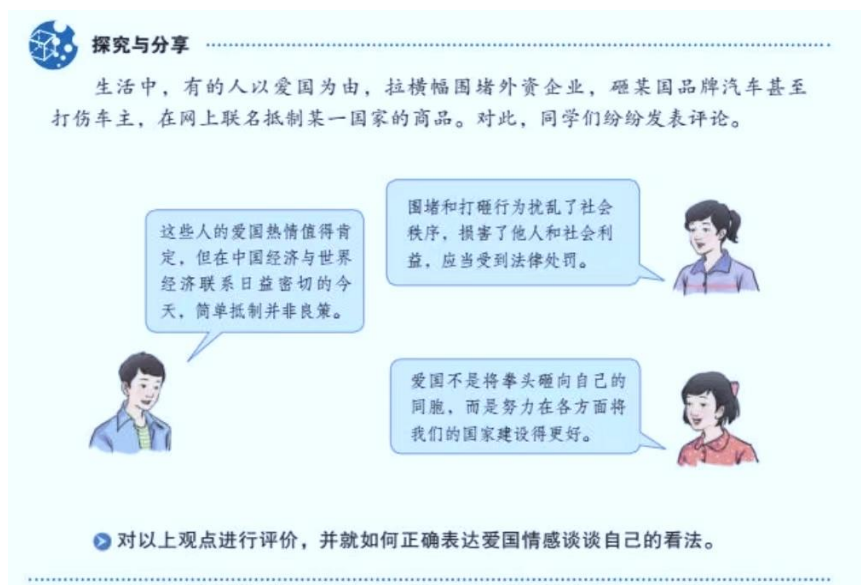 探究与分享
生活中，有的人以爱国为由，拉横幅围堵外资企业，砸某国品牌汽车甚至
打伤车主，在网上联名抵制某一国家的商品。对此，同学们纷纷发表评论。
这些人的爱国热情值得肯
定，但在中国经济与世界
经济联系日益密切的今
天，简单抵制并非良策。
围堵和打砸行为扰乱了社会
秩序，损害了他人和社会利
益，应当受到法律处罚。
爱国不是将拳头砸向自己的
同胞，而是努力在各方面将
我们的国家建设得更好。
对以上观点进行评价，并就如何正确表达爱国情感谈谈自己的看法。